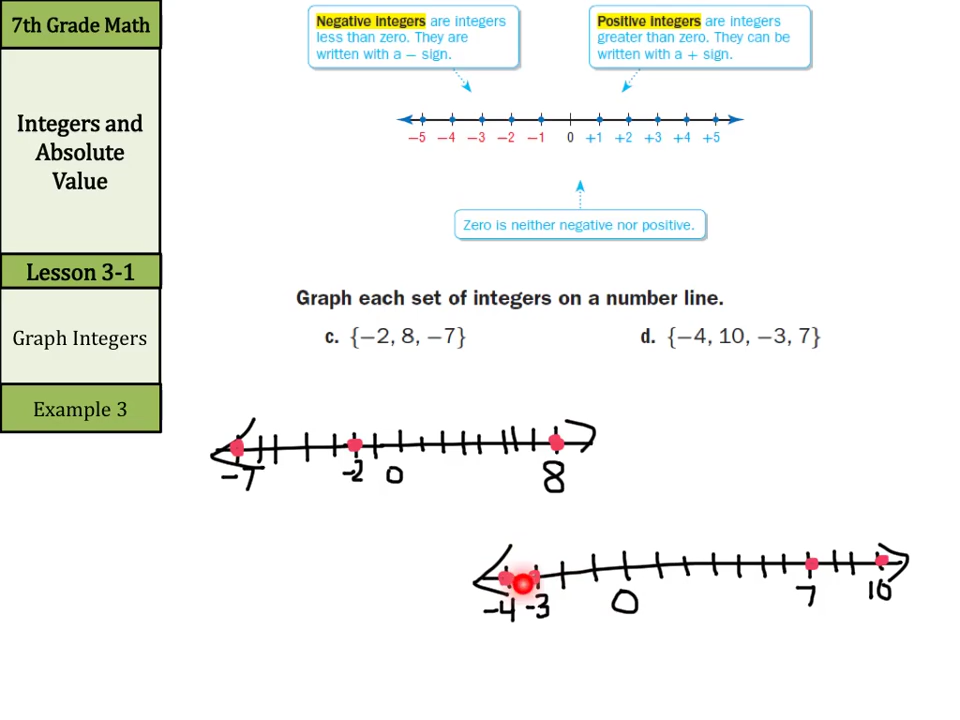 7th Grade Math
Integers and
Absolute
Value
Lesson 3-1
Graph Integers
Example 3
Negative integers are integers
less than zero. They are
written with a − sign.
Positive integers are integers
greater than zero. They can be
written with a + sign.
−5 −4 −3 −2 −1 0 +1 +2 +3 +4 +5
Zero is neither negative nor positive.
Graph each set of integers on a number line.
c. {−2, 8, −7}
d. {−4, 10, −3, 7}
-7 -2 0 8
-4 -3 0 7 10